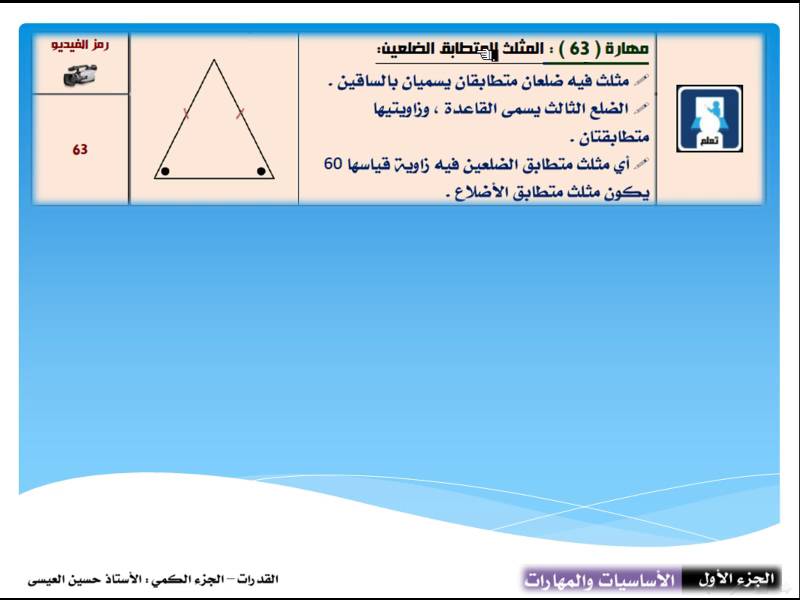 مهارة ( 63 ) : المثلث المتطابق الضلعين:
مثلث فيه ضلعان متطابقان يسميان بالساقين .
الضلع الثالث يسمى القاعدة ، وزاويتيها
متطابقتان .
أي مثلث متطابق الضلعين فيه زاوية قياسها 60
يكون مثلث متطابق الأضلاع .
تعلم
رمز الفيديو
63
الجزء الأول
الأساسيات والمهارات
القدرات – الجزء الكمي : الأستاذ حسين العيسى